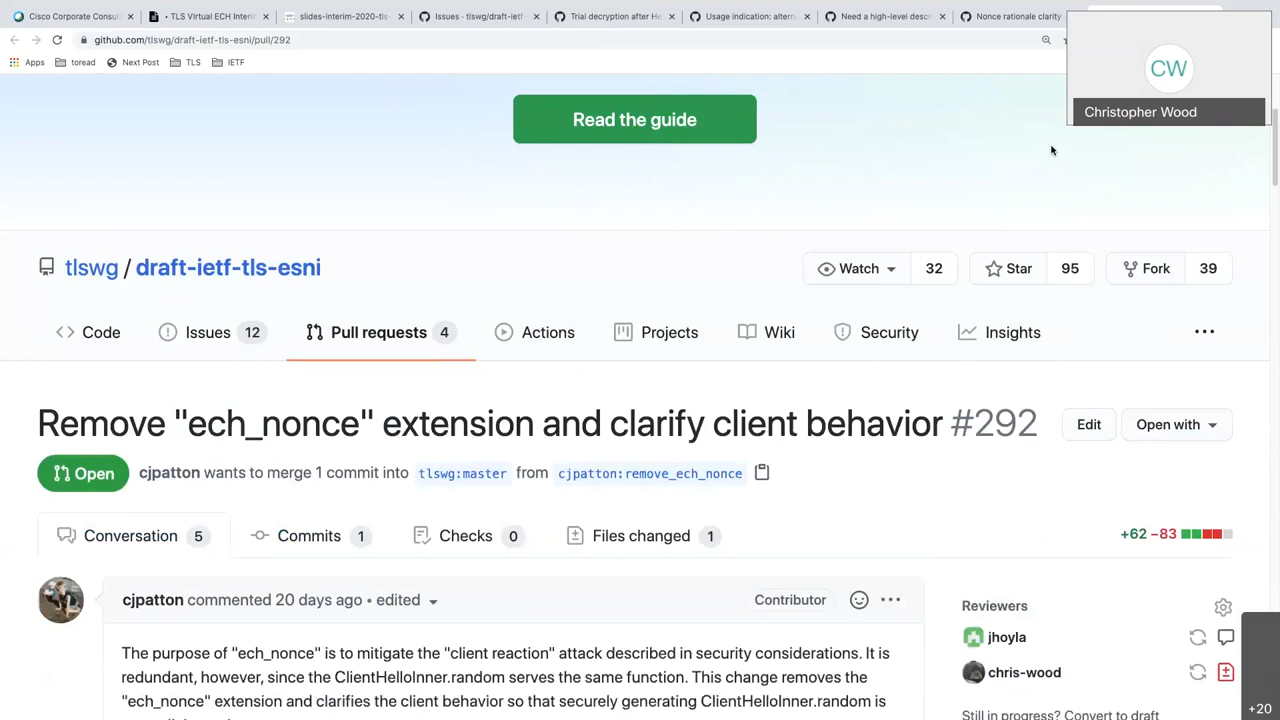 Cisco Corporate Consu
• TLS Virtual ECH Interi
slides-interim-2020-tls-
Issues · tlswg/draft-ietf
Trial decryption after He
Usage indication: altern
Need a high-level descr
Nonce rationale clarity
github.com/tlswg/draft-ietf-tls-esni/pull/292
Apps
toread
Next Post
TLS
IETF
CW
Christopher Wood
Read the guide
tlswg / draft-ietf-tls-esni
Watch 32
Star 95
Fork 39
Code
Issues 12
Pull requests 4
Actions
Projects
Wiki
Security
Insights
Remove "ech_nonce" extension and clarify client behavior #292
Edit
Open with
Open
cjpatton wants to merge 1 commit into tlswg:master from cjpatton:remove_ech_nonce
Conversation 5
Commits 1
Checks 0
Files changed 1
+62 −83
cjpatton commented 20 days ago • edited
Contributor
The purpose of "ech_nonce" is to mitigate the "client reaction" attack described in security considerations. It is
redundant, however, since the ClientHelloInner.random serves the same function. This change removes the
"ech_nonce" extension and clarifies the client behavior so that securely generating ClientHelloInner.random is
Reviewers
jhoyla
chris-wood
Still in progress? Convert to draft
+20